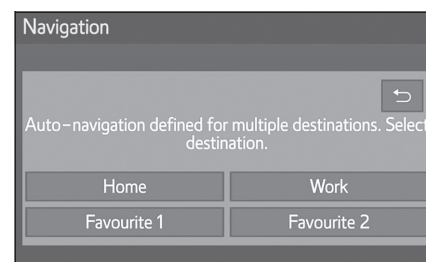 Navigation
Auto-navigation defined for multiple destinations. Select
destination.
Home Work
Favourite 1 Favourite 2